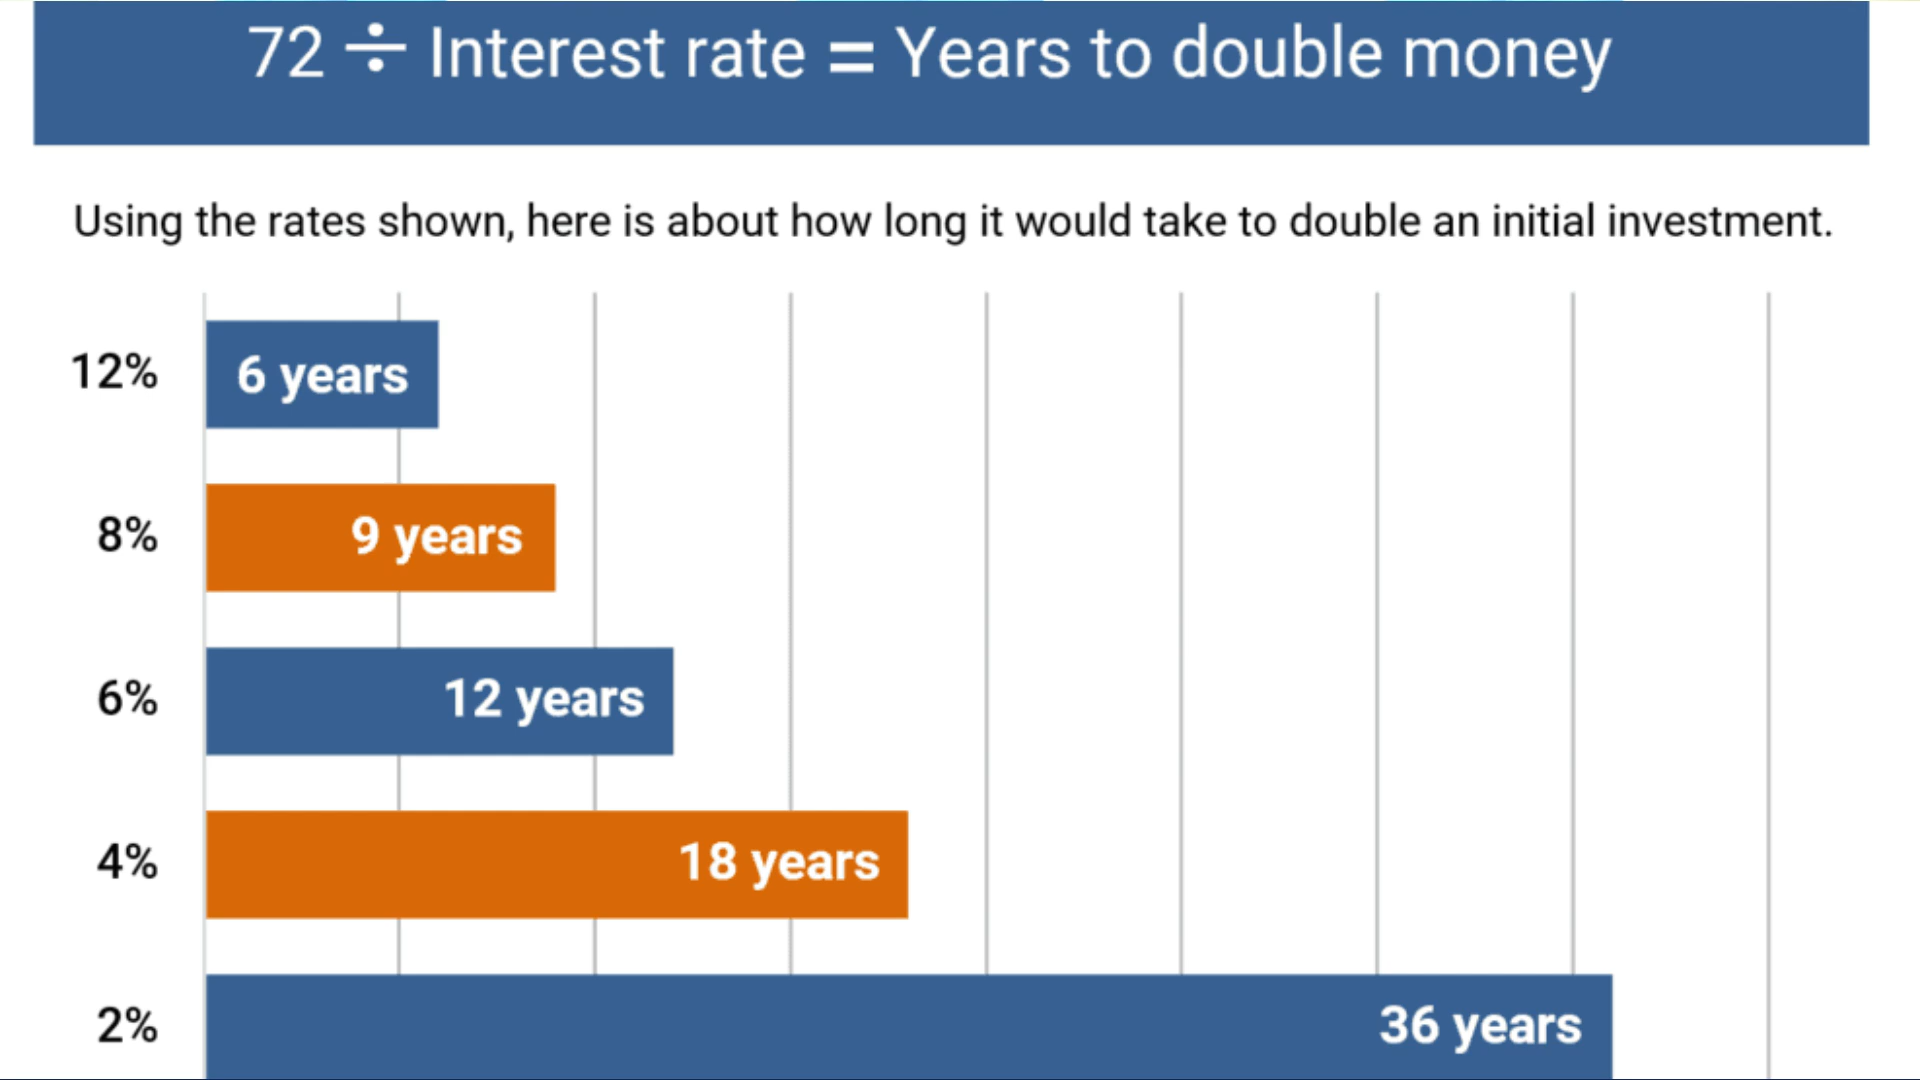 72 ÷ Interest rate = Years to double money
Using the rates shown, here is about how long it would take to double an initial investment.
12% 6 years
8% 9 years
6% 12 years
4% 18 years
2% 36 years